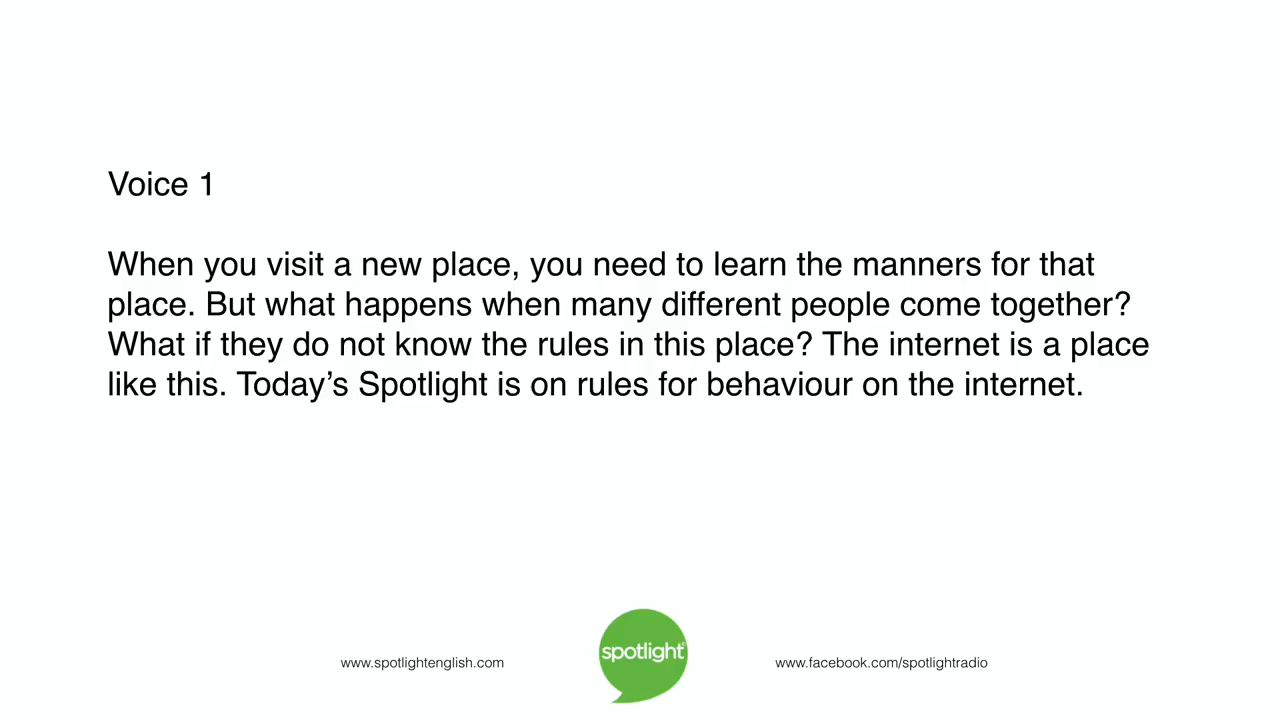 Voice 1
When you visit a new place, you need to learn the manners for that
place. But what happens when many different people come together?
What if they do not know the rules in this place? The internet is a place
like this. Today’s Spotlight is on rules for behaviour on the internet.
www.spotlightenglish.com
spotlight
www.facebook.com/spotlightradio